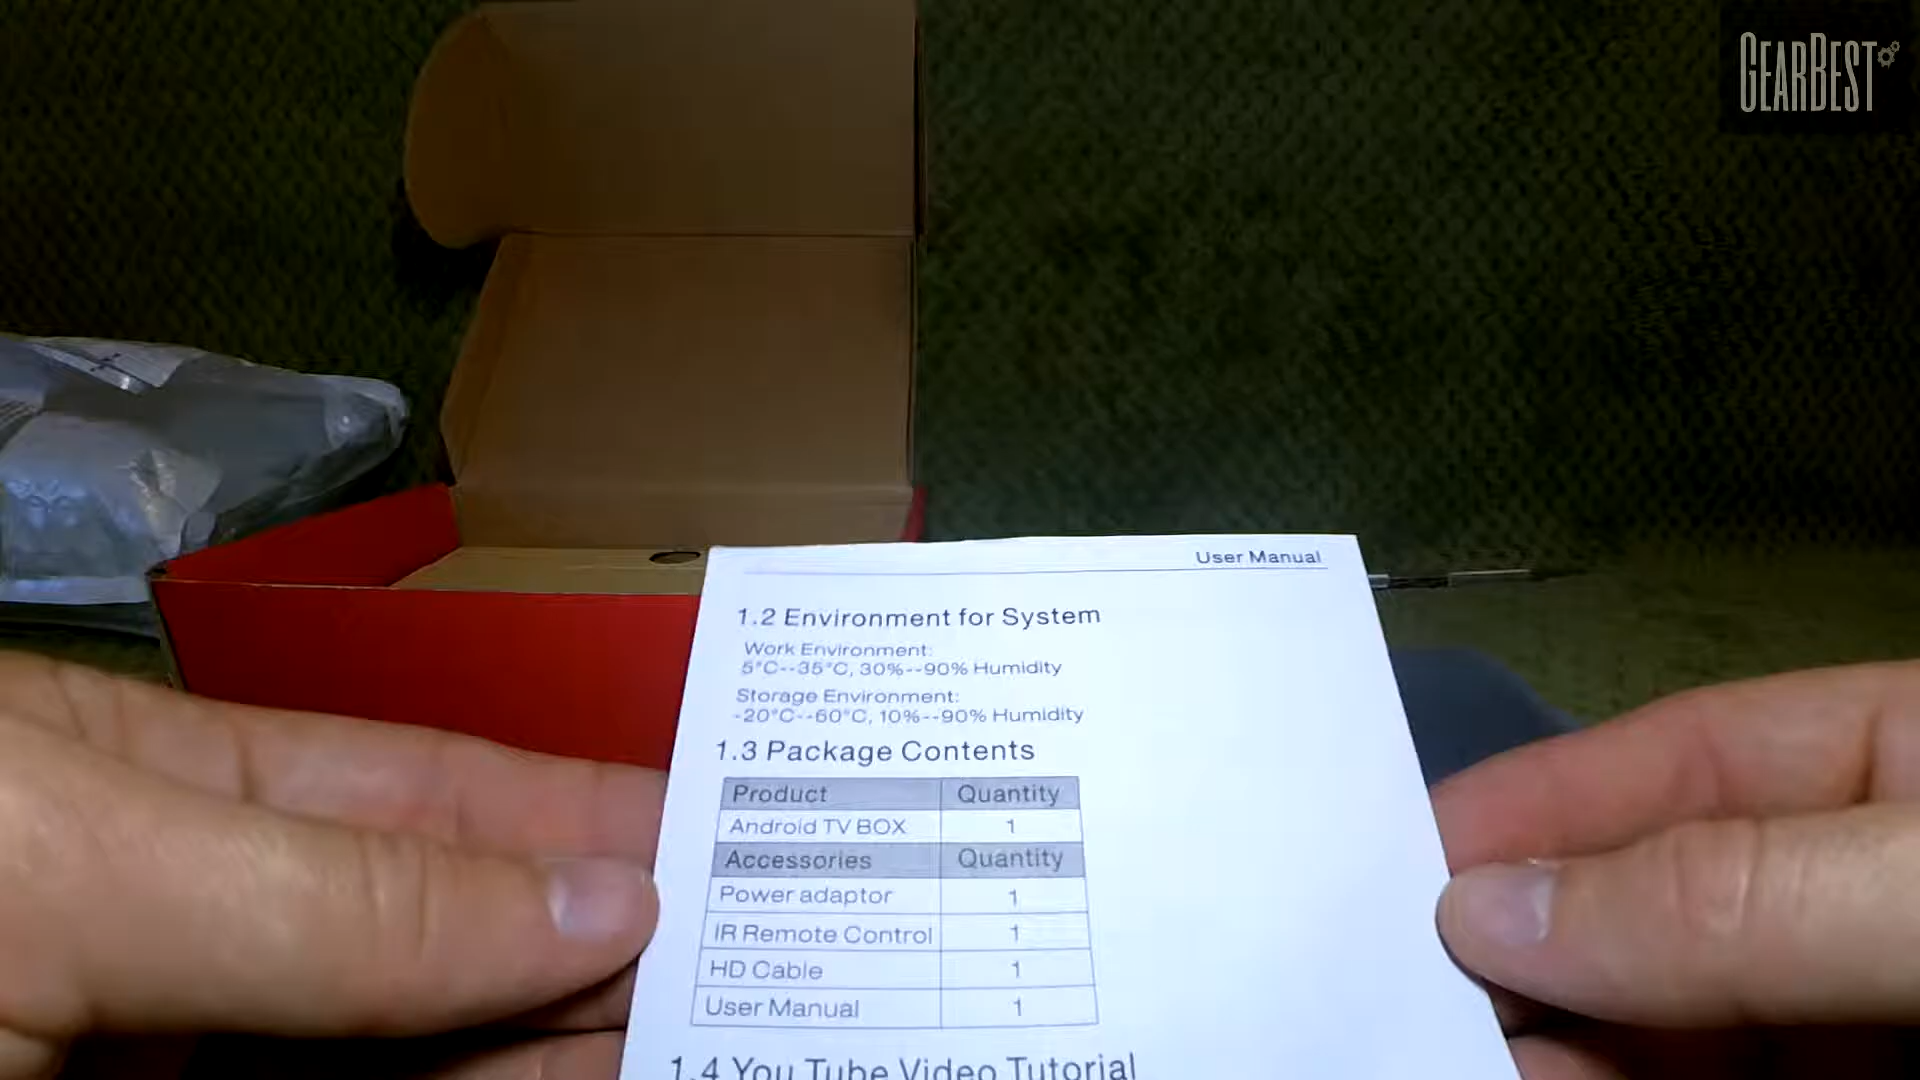 GEARBEST
User Manual
1.2 Environment for System
Work Environment:
5°C--35°C, 30%--90% Humidity
Storage Environment:
-20°C--60°C, 10%--90% Humidity
1.3 Package Contents
Product Quantity
Android TV BOX 1
Accessories Quantity
Power adaptor 1
IR Remote Control 1
HD Cable 1
User Manual 1
1.4 You Tube Video Tutorial